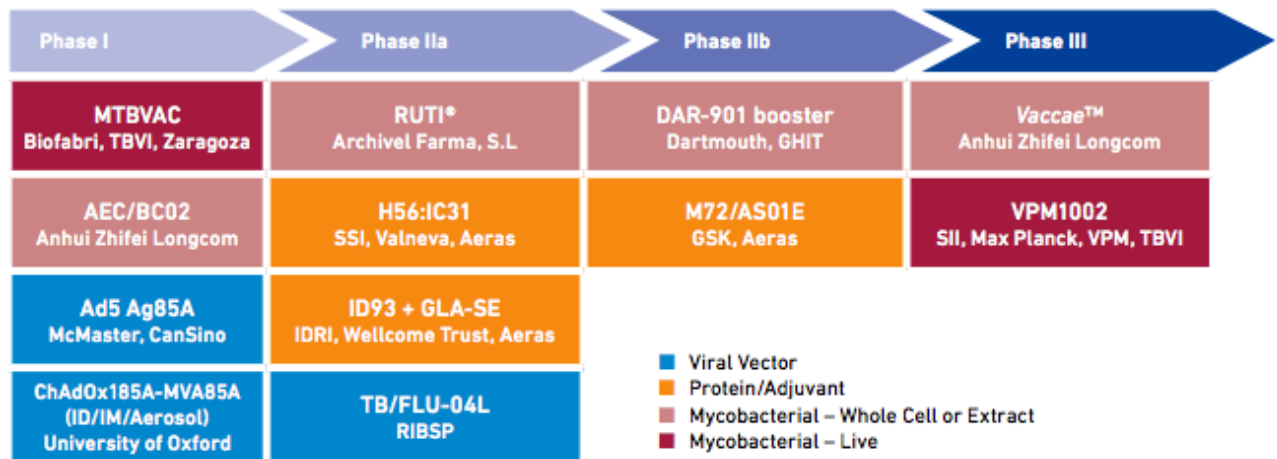 Phase I
Phase IIa
Phase IIb
Phase III
MTBVAC
Biofabri, TBVI, Zaragoza
RUTI®
Archivel Farma, S.L
DAR-901 booster
Dartmouth, GHIT
Vaccae™
Anhui Zhifei Longcom
AEC/BC02
Anhui Zhifei Longcom
H56:IC31
SSI, Valneva, Aeras
M72/AS01E
GSK, Aeras
VPM1002
SII, Max Planck, VPM, TBVI
Ad5 Ag85A
McMaster, CanSino
ID93 + GLA-SE
IDRI, Wellcome Trust, Aeras
ChAdOx185A-MVA85A
(ID/IM/Aerosol)
University of Oxford
TB/FLU-04L
RIBSP
Viral Vector
Protein/Adjuvant
Mycobacterial – Whole Cell or Extract
Mycobacterial – Live